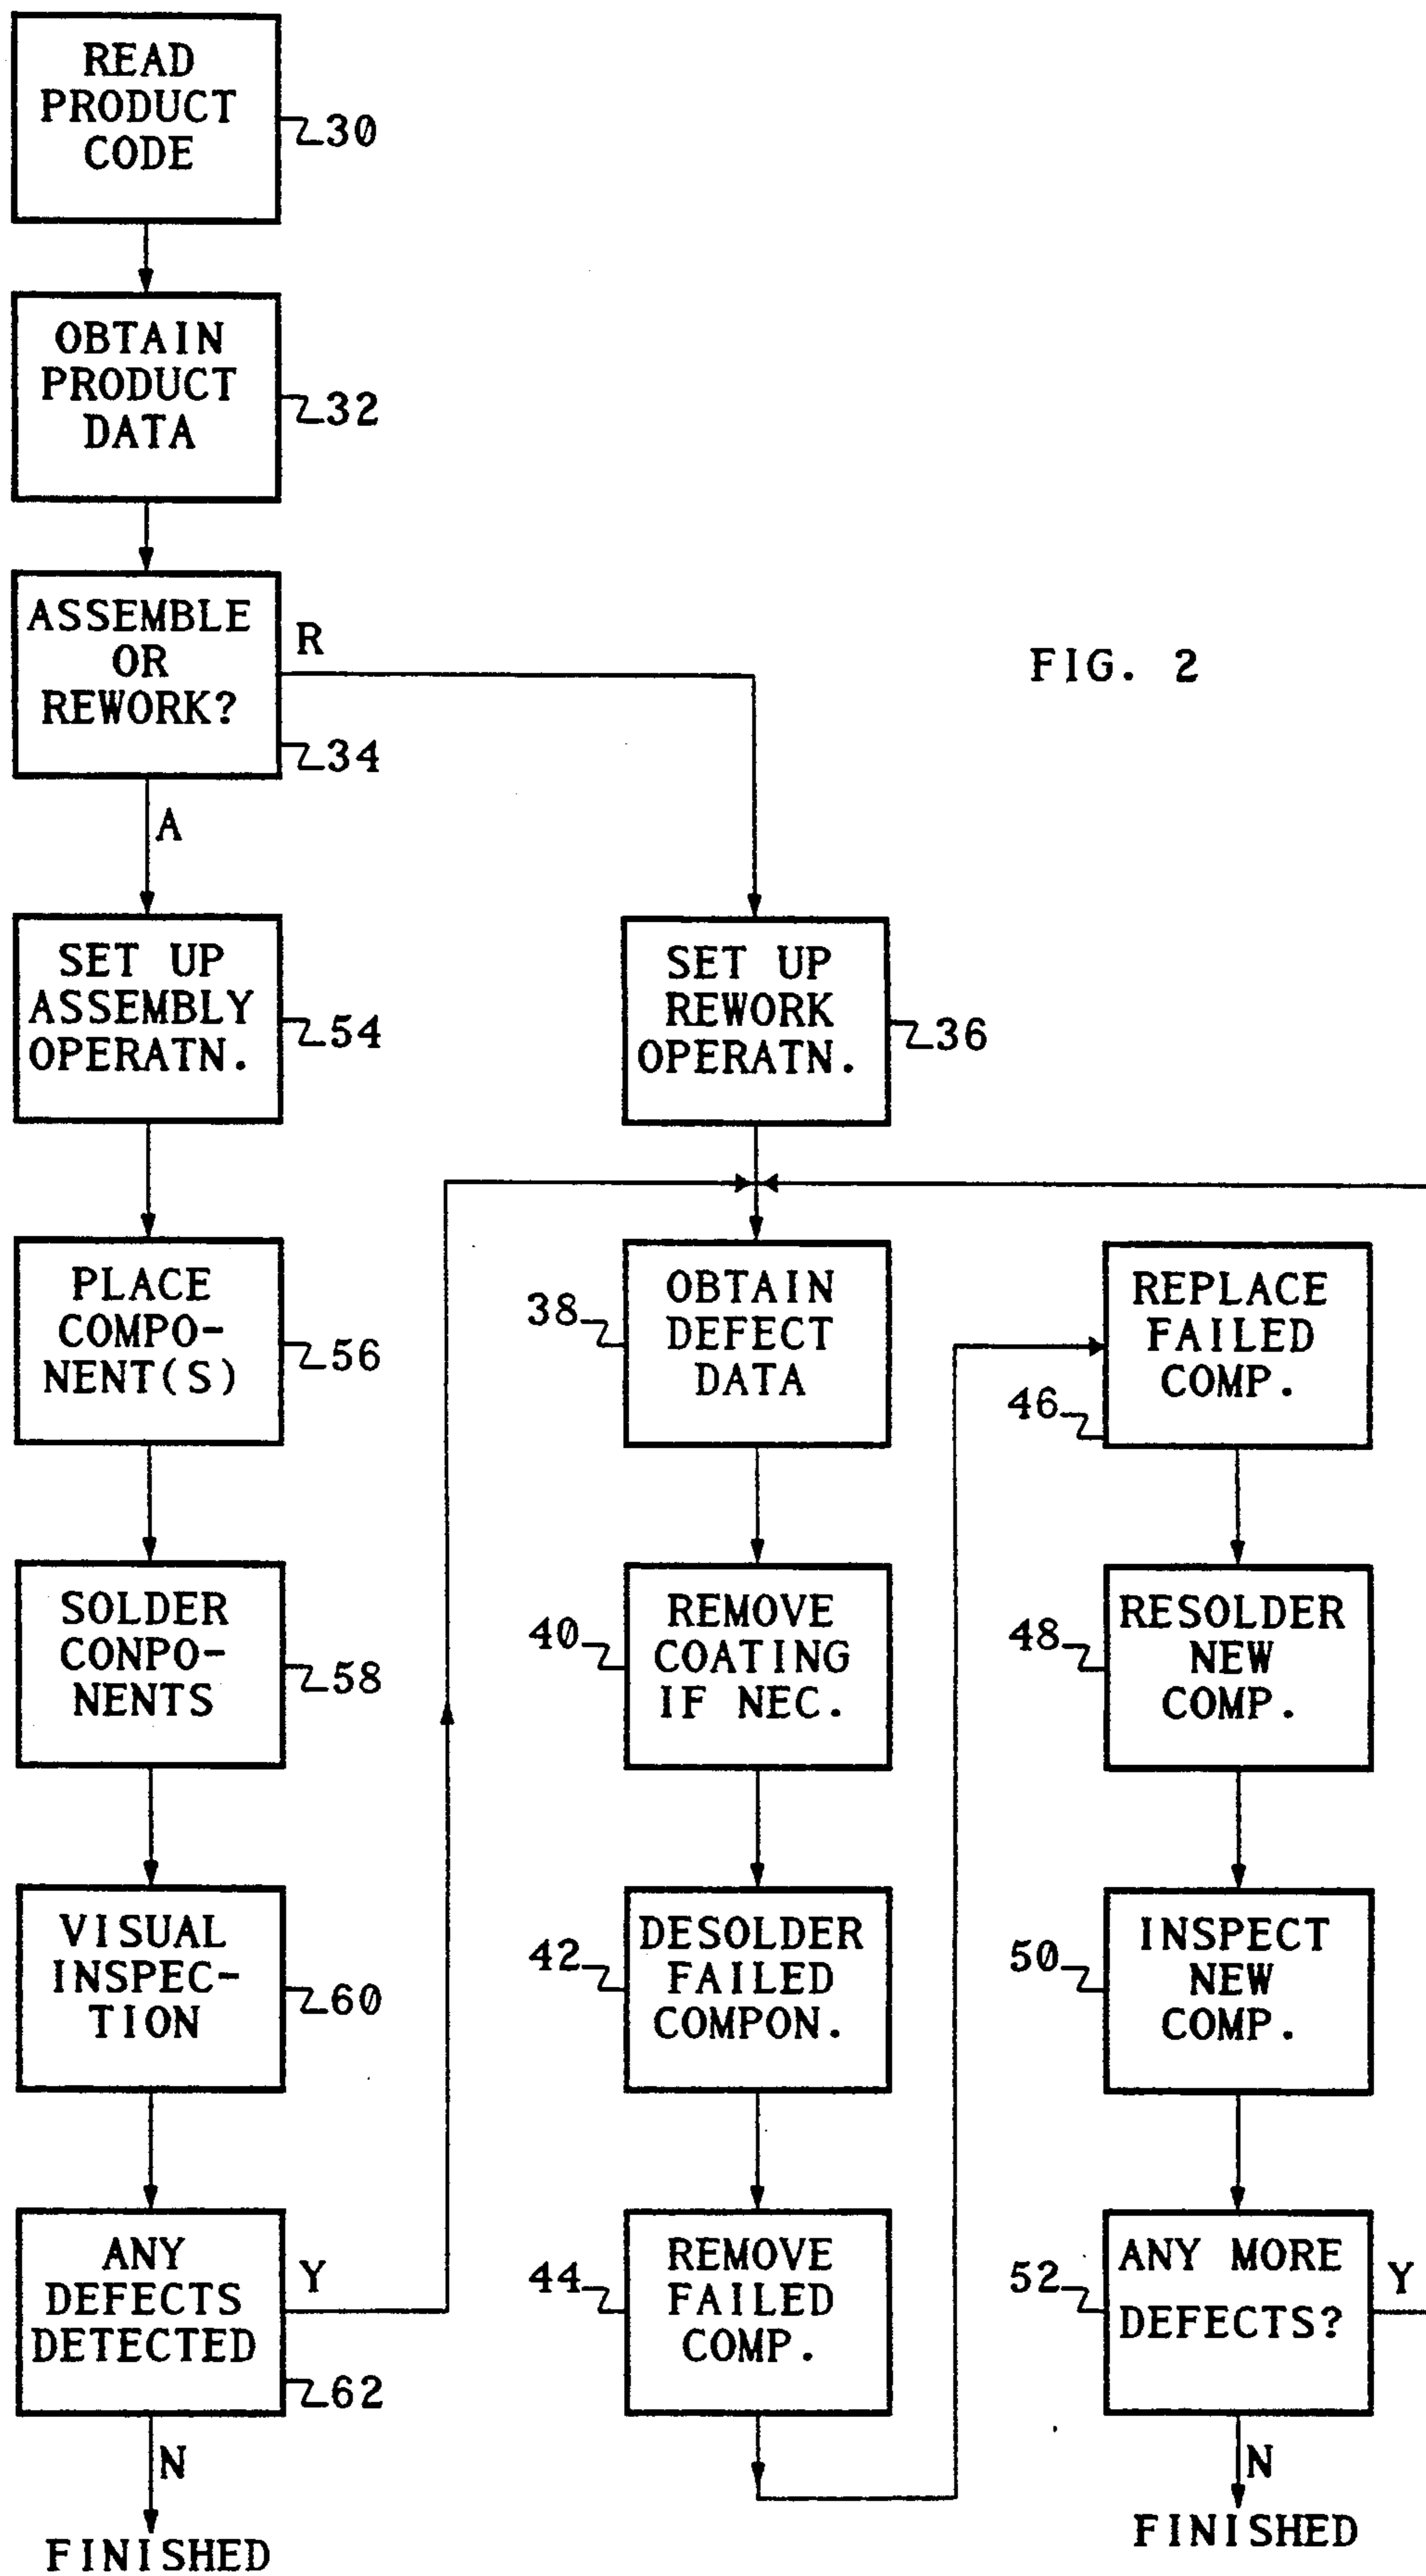 READ
PRODUCT
CODE
30
OBTAIN
PRODUCT
DATA
32
ASSEMBLE
OR
REWORK?
R
34
A
FIG. 2
SET UP
ASSEMBLY
OPERATN.
54
PLACE
COMPO-
NENT(S)
56
SOLDER
CONPO-
NENTS
58
VISUAL
INSPEC-
TION
60
ANY
DEFECTS
DETECTED
Y
62
N
FINISHED
SET UP
REWORK
OPERATN.
36
OBTAIN
DEFECT
DATA
38
REMOVE
COATING
IF NEC.
40
DESOLDER
FAILED
COMPON.
42
REMOVE
FAILED
COMP.
44
REPLACE
FAILED
COMP.
46
RESOLDER
NEW
COMP.
48
INSPECT
NEW
COMP.
50
ANY MORE
DEFECTS?
52
Y
N
FINISHED